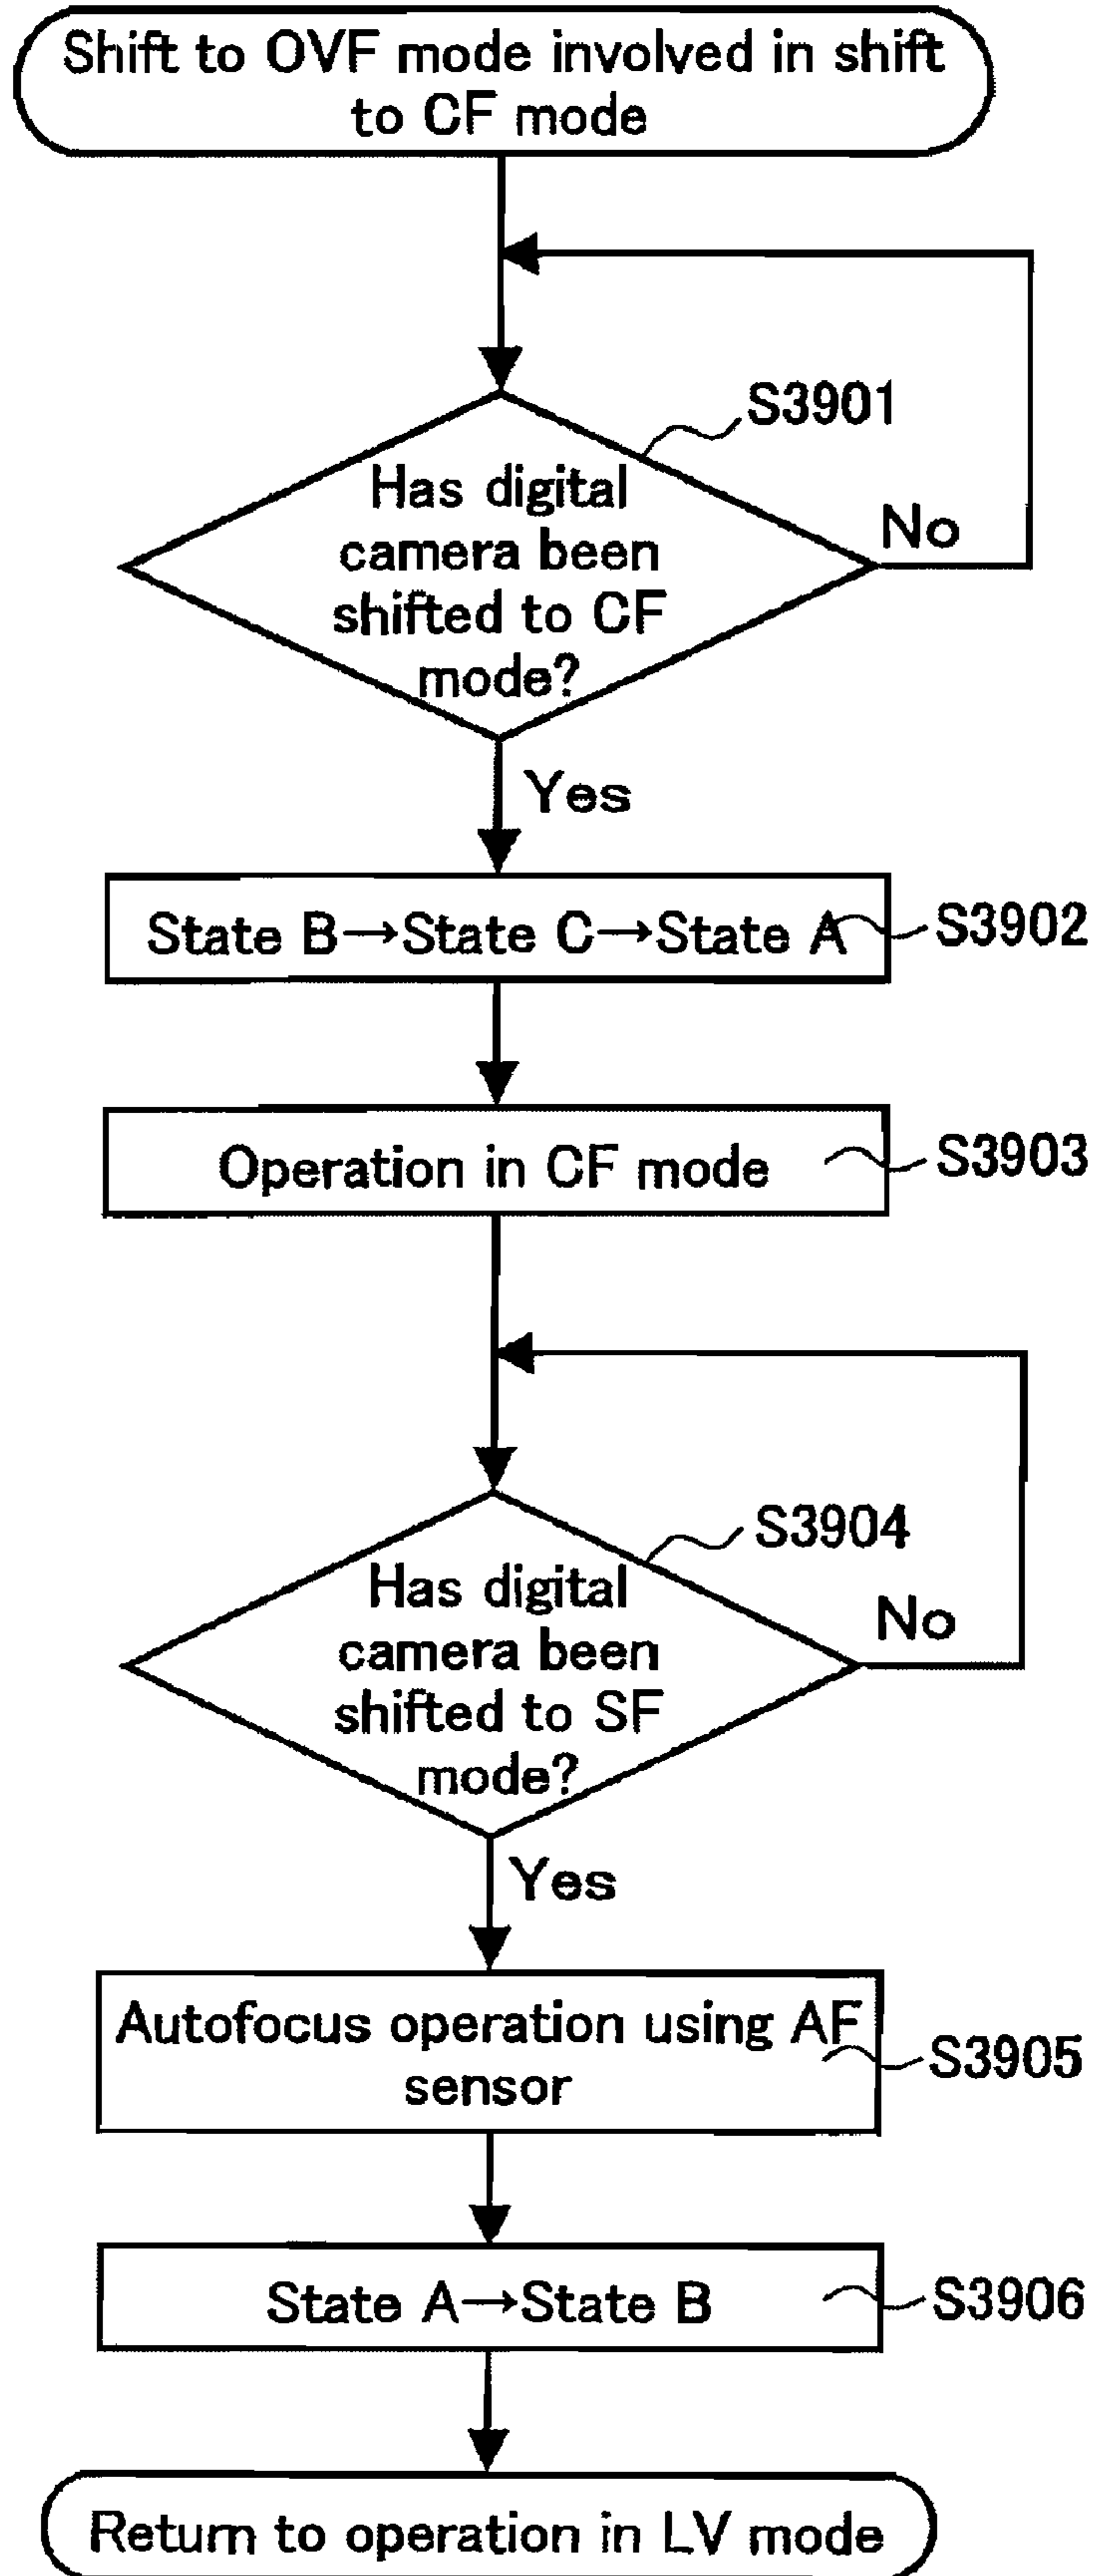 Shift to OVF mode involved in shift
to CF mode
S3901
Has digital
camera been
shifted to CF
mode?
No
Yes
State B→State C→State A
S3902
Operation in CF mode
S3903
S3904
Has digital
camera been
shifted to SF
mode?
No
Yes
Autofocus operation using AF
sensor
S3905
State A→State B
S3906
Return to operation in LV mode